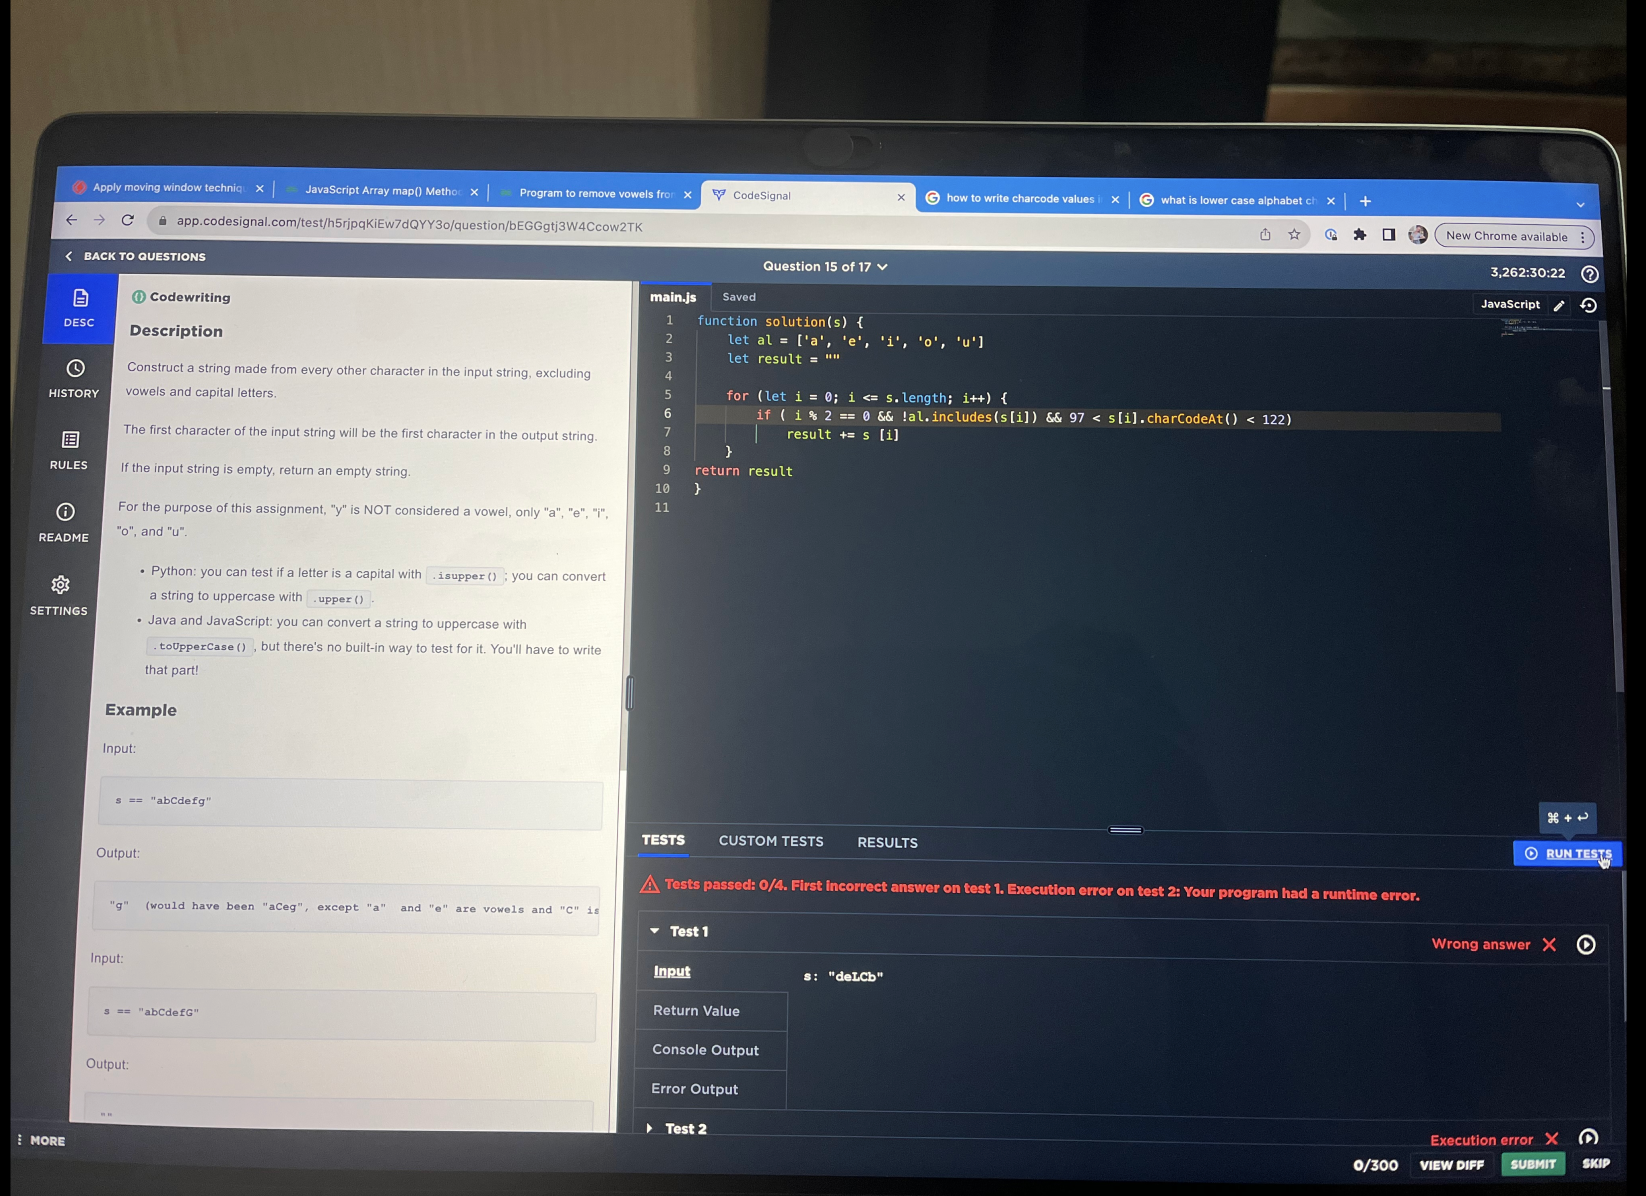 Apply moving window techniq
JavaScript Array map() Metho
Program to remove vowels fror
CodeSignal
how to write charcode values i
what is lower case alphabet ch
app.codesignal.com/test/h5rjpqKiEw7dQYY3o/question/bEGGgtj3W4Ccow2TK
New Chrome available
BACK TO QUESTIONS
Question 15 of 17
3,262:30:22
DESC
HISTORY
RULES
README
SETTINGS
Codewriting
Description
Construct a string made from every other character in the input string, excluding
vowels and capital letters.
The first character of the input string will be the first character in the output string.
If the input string is empty, return an empty string.
For the purpose of this assignment, "y" is NOT considered a vowel, only "a", "e", "i",
"o", and "u".
• Python: you can test if a letter is a capital with .isupper() ; you can convert
a string to uppercase with .upper() .
• Java and JavaScript: you can convert a string to uppercase with
.toUpperCase() , but there's no built-in way to test for it. You'll have to write
that part!
Example
Input:
s == "abCdefg"
Output:
"g" (would have been "aCeg", except "a" and "e" are vowels and "C" is
Input:
s == "abCdefG"
Output:
""
MORE
main.js
Saved
JavaScript
1 function solution(s) {
2 let al = ['a', 'e', 'i', 'o', 'u']
3 let result = ""
4
5 for (let i = 0; i <= s.length; i++) {
6 if ( i % 2 == 0 && !al.includes(s[i]) && 97 < s[i].charCodeAt() < 122)
7 result += s [i]
8 }
9 return result
10 }
11
⌘ + ↩
RUN TESTS
TESTS
CUSTOM TESTS
RESULTS
Tests passed: 0/4. First incorrect answer on test 1. Execution error on test 2: Your program had a runtime error.
Test 1
Wrong answer
Input
s: "deLCb"
Return Value
Console Output
Error Output
Test 2
Execution error
0/300
VIEW DIFF
SUBMIT
SKIP